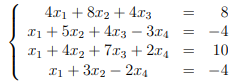 4x₁ + 8x₂ + 4x₃ = 8
x₁ + 5x₂ + 4x₃ − 3x₄ = −4
x₁ + 4x₂ + 7x₃ + 2x₄ = 10
x₁ + 3x₂ − 2x₄ = −4